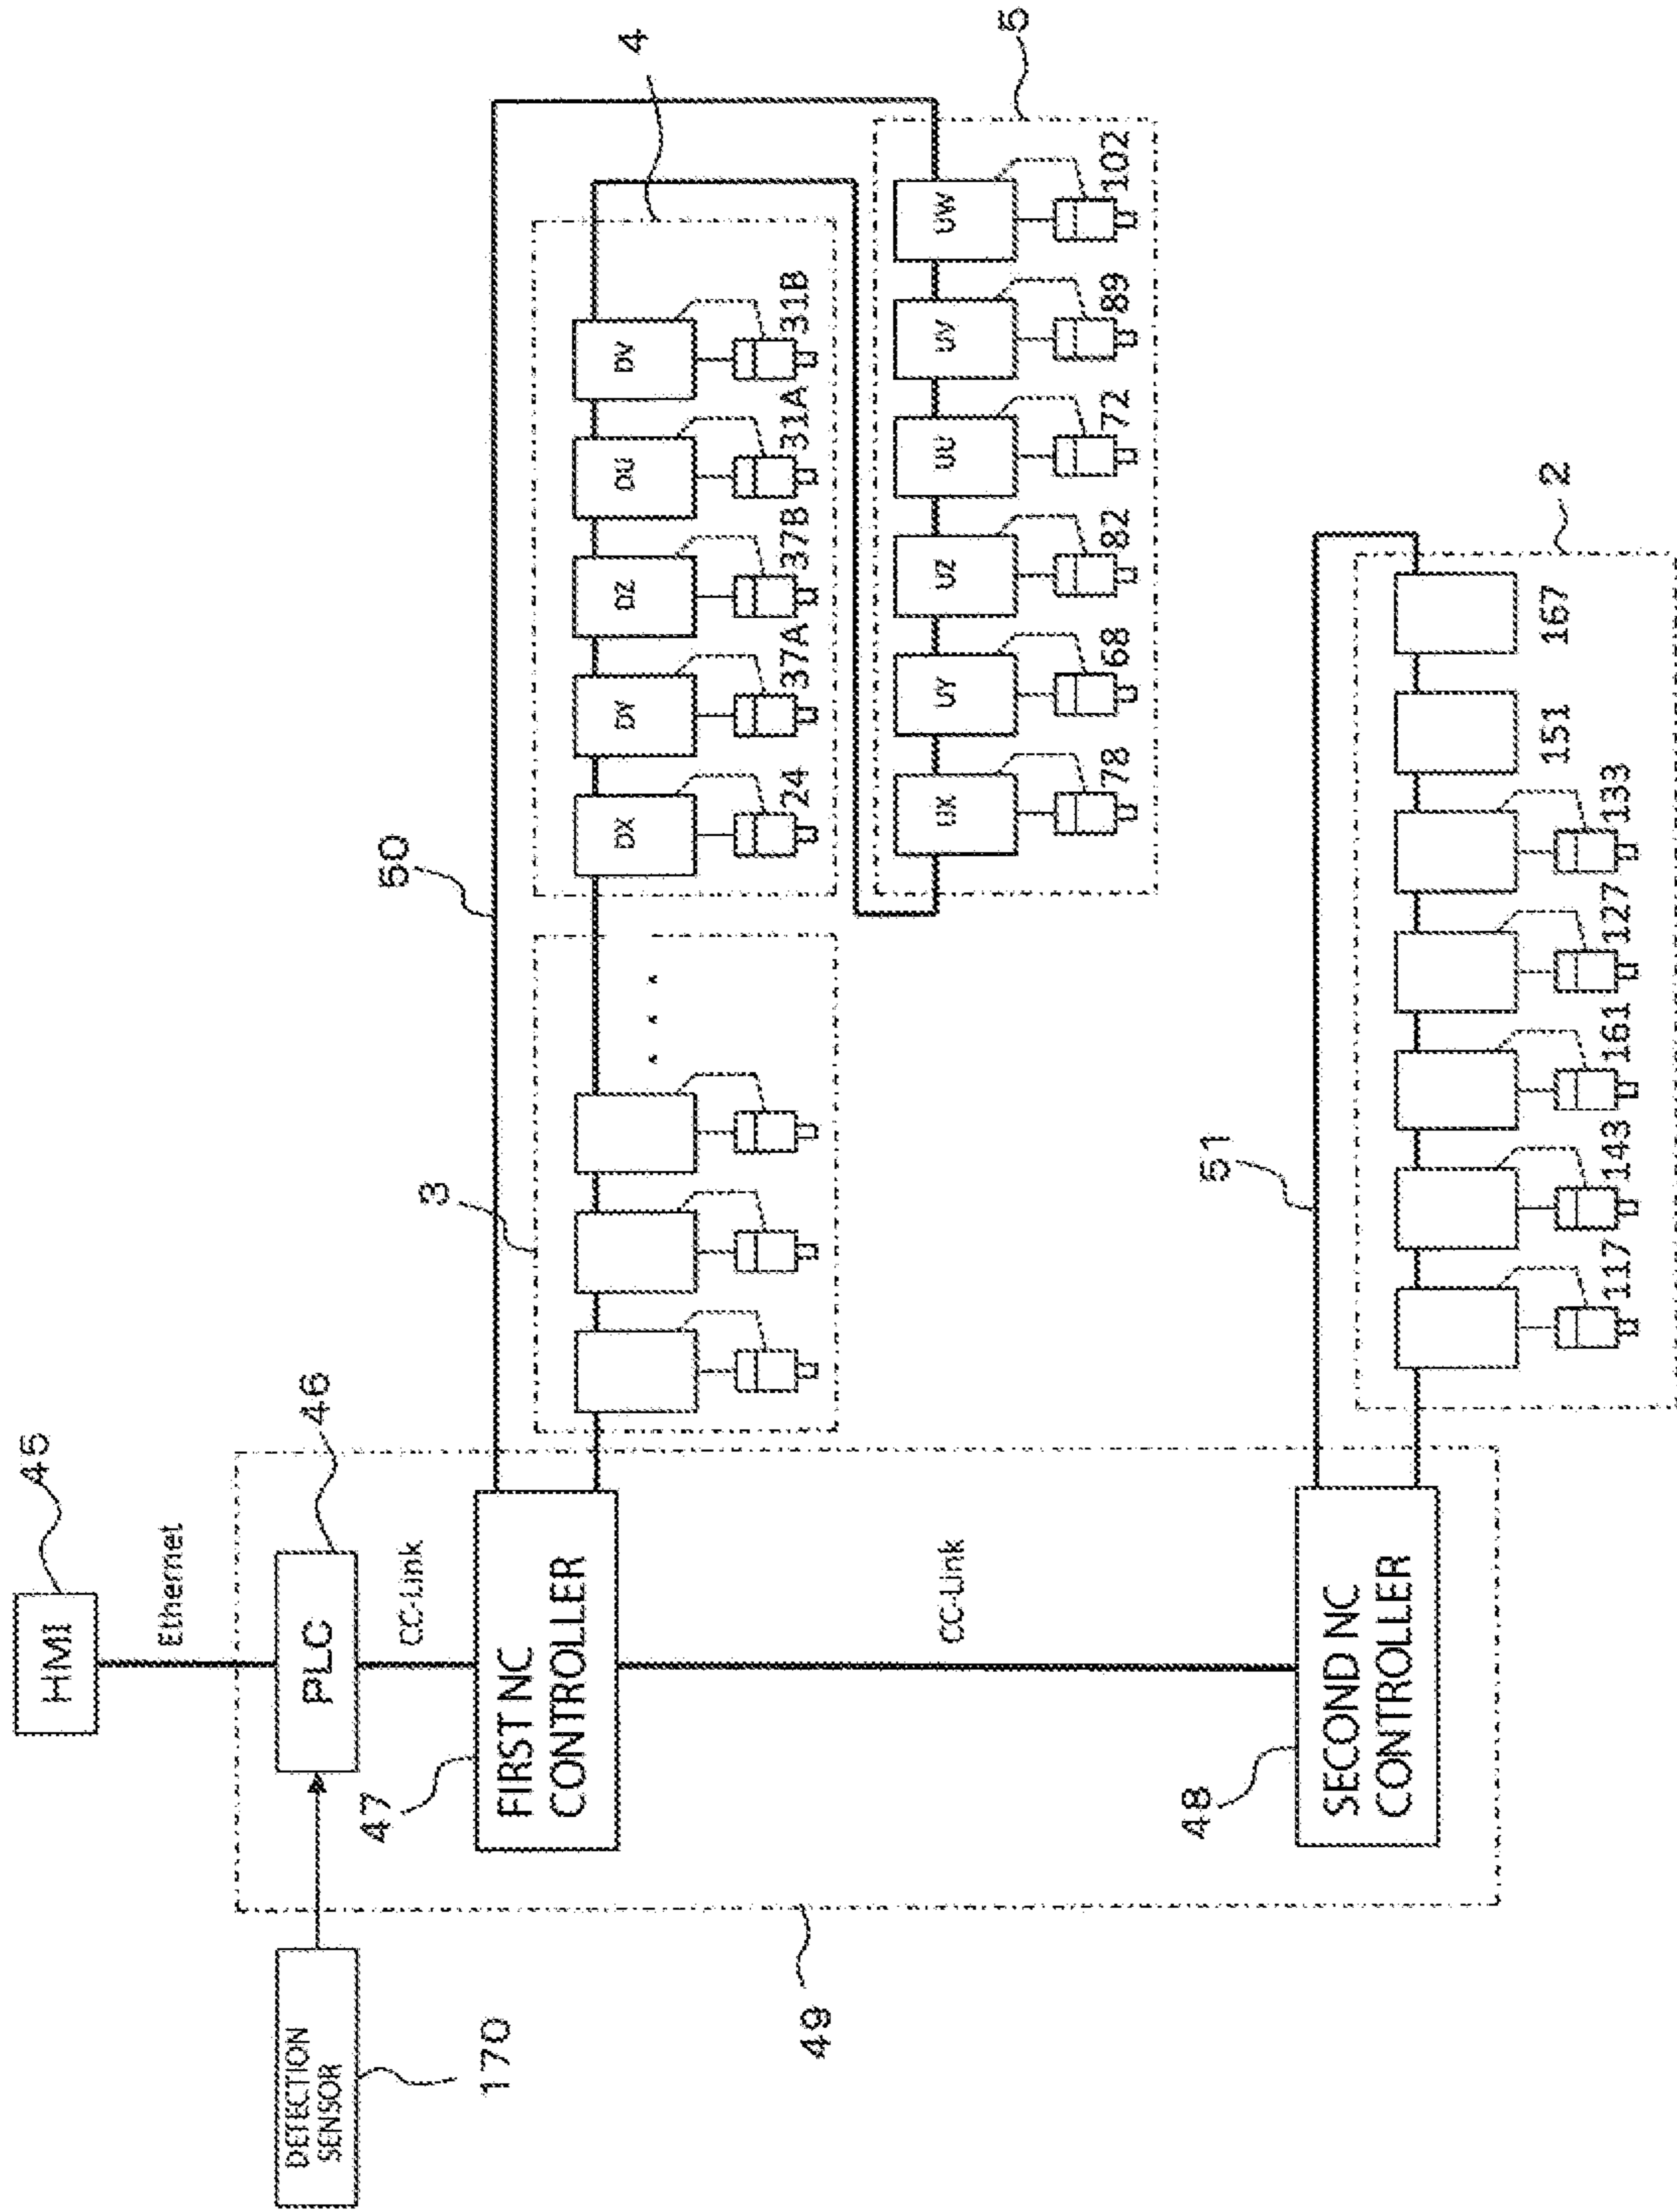 HMI
45
Ethernet
DETECTION
SENSOR
170
PLC
46
CC-Link
FIRST NC
CONTROLLER
47
49
CC-Link
SECOND NC
CONTROLLER
48
50
3
4
DX
DY
DZ
DU
DV
24
37A
37B
31A
31B
5
UX
UY
UZ
UU
UV
UW
78
68
82
72
89
102
51
2
117
143
161
127
133
151
167